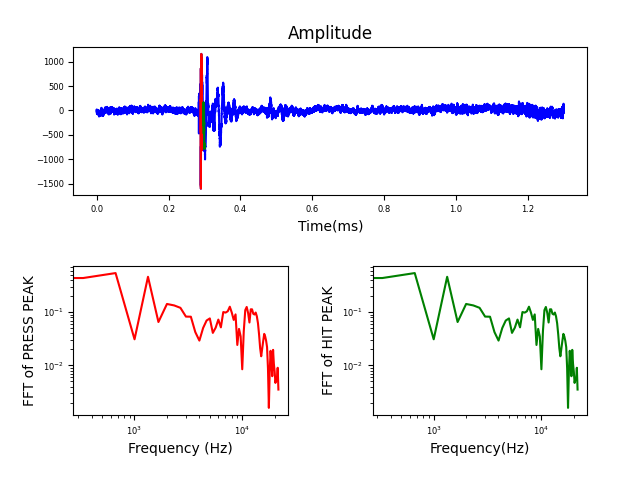 Amplitude
1000
500
0
−500
−1000
−1500
0.0 0.2 0.4 0.6 0.8 1.0 1.2
Time(ms)
FFT of PRESS PEAK
10⁻¹
10⁻²
10³ 10⁴
Frequency (Hz)
FFT of HIT PEAK
10⁻¹
10⁻²
10³ 10⁴
Frequency(Hz)